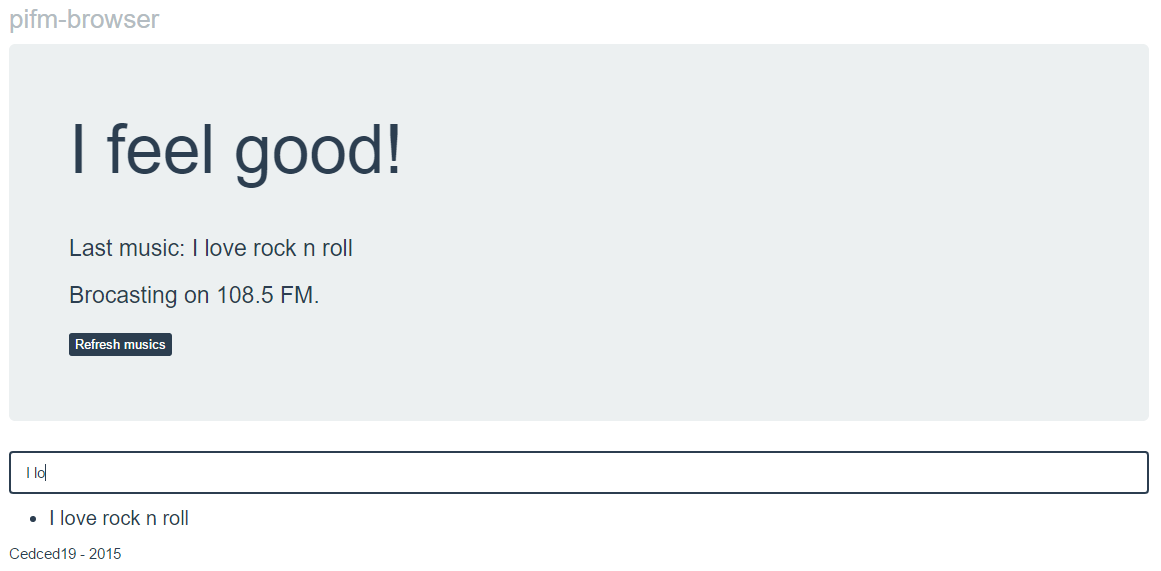 pifm-browser
I feel good!
Last music: I love rock n roll
Brocasting on 108.5 FM.
Refresh musics
I lo
I love rock n roll
Cedced19 - 2015